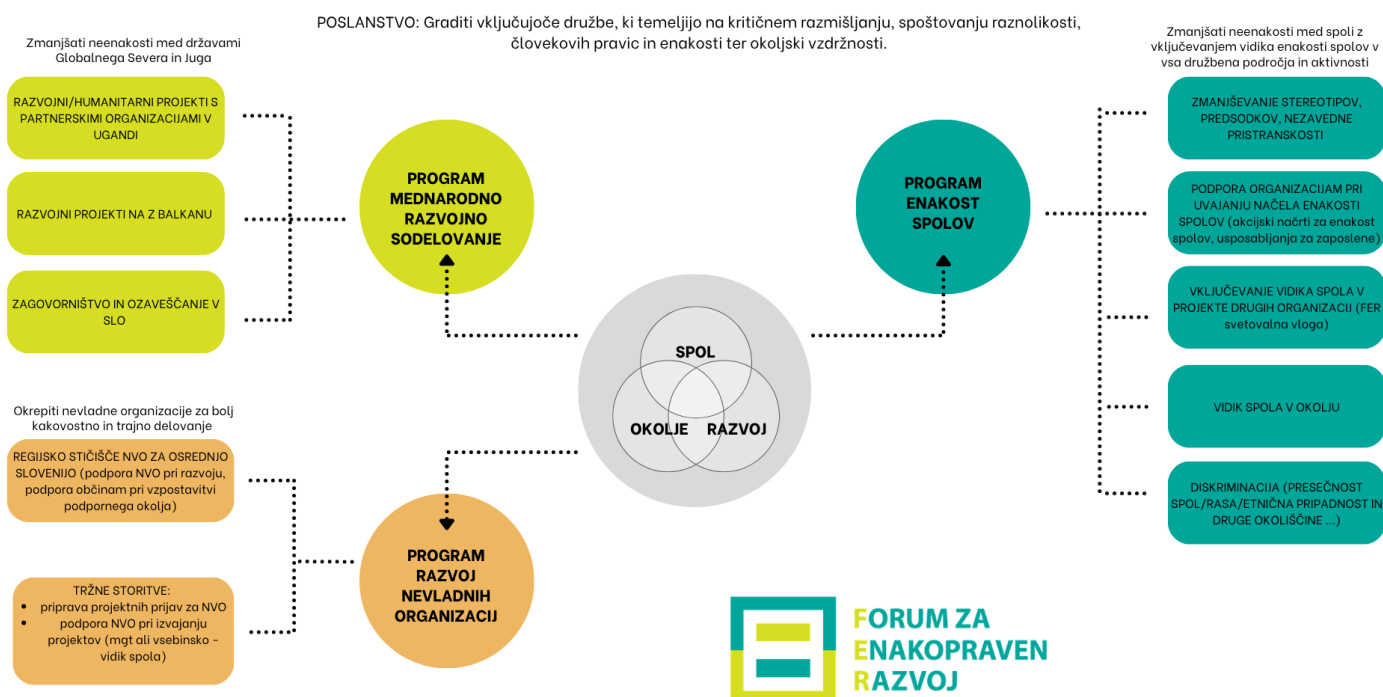 POSLANSTVO: Graditi vključujoče družbe, ki temeljijo na kritičnem razmišljanju, spoštovanju raznolikosti,
človekovih pravic in enakosti ter okoljski vzdržnosti.
Zmanjšati neenakosti med državami
Globalnega Severa in Juga
RAZVOJNI/HUMANITARNI PROJEKTI S
PARTNERSKIMI ORGANIZACIJAMI V
UGANDI
RAZVOJNI PROJEKTI NA Z BALKANU
ZAGOVORNIŠTVO IN OZAVEŠČANJE V
SLO
PROGRAM
MEDNARODNO
RAZVOJNO
SODELOVANJE
Okrepiti nevladne organizacije za bolj
kakovostno in trajno delovanje
REGIJSKO STIČIŠČE NVO ZA OSREDNJO
SLOVENIJO (podpora NVO pri razvoju,
podpora občinam pri vzpostavitvi
podpornega okolja)
TRŽNE STORITVE:
• priprava projektnih prijav za NVO
• podpora NVO pri izvajanju
projektov (mgt ali vsebinsko -
vidik spola)
PROGRAM
RAZVOJ
NEVLADNIH
ORGANIZACIJ
SPOL
OKOLJE
RAZVOJ
PROGRAM
ENAKOST
SPOLOV
Zmanjšati neenakosti med spoli z
vključevanjem vidika enakosti spolov v
vsa družbena področja in aktivnosti
ZMANJŠEVANJE STEREOTIPOV,
PREDSODKOV, NEZAVEDNE
PRISTRANSKOSTI
PODPORA ORGANIZACIJAM PRI
UVAJANJU NAČELA ENAKOSTI
SPOLOV (akcijski načrti za enakost
spolov, usposabljanja za zaposlene)
VKLJUČEVANJE VIDIKA SPOLA V
PROJEKTE DRUGIH ORGANIZACIJ (FER
svetovalna vloga)
VIDIK SPOLA V OKOLJU
DISKRIMINACIJA (PRESEČNOST
SPOL/RASA/ETNIČNA PRIPADNOST IN
DRUGE OKOLIŠČINE ...)
FORUM ZA
ENAKOPRAVEN
RAZVOJ